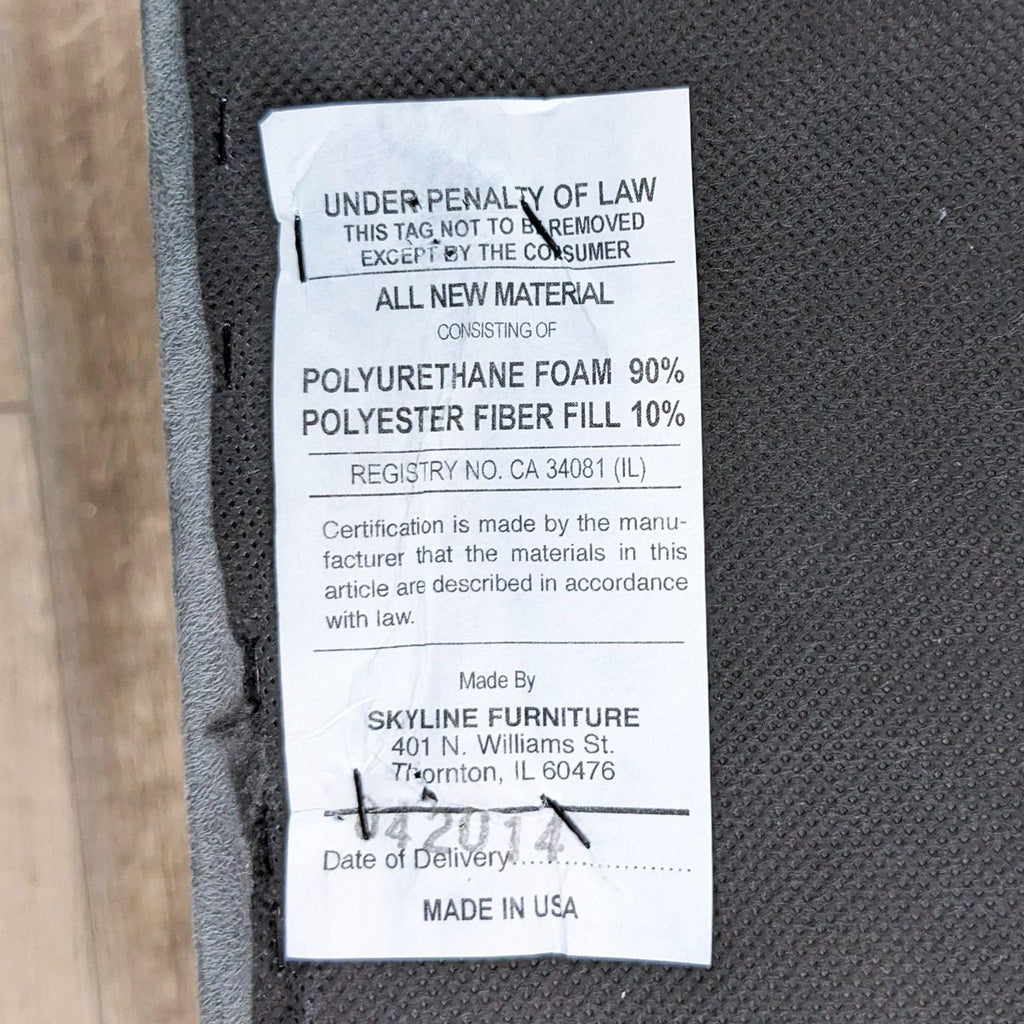 UNDER PENALTY OF LAW
THIS TAG NOT TO BE REMOVED
EXCEPT BY THE CONSUMER
ALL NEW MATERIAL
CONSISTING OF
POLYURETHANE FOAM 90%
POLYESTER FIBER FILL 10%
REGISTRY NO. CA 34081 (IL)
Certification is made by the manu-
facturer that the materials in this
article are described in accordance
with law.
Made By
SKYLINE FURNITURE
401 N. Williams St.
Thornton, IL 60476
042014
Date of Delivery....................
MADE IN USA